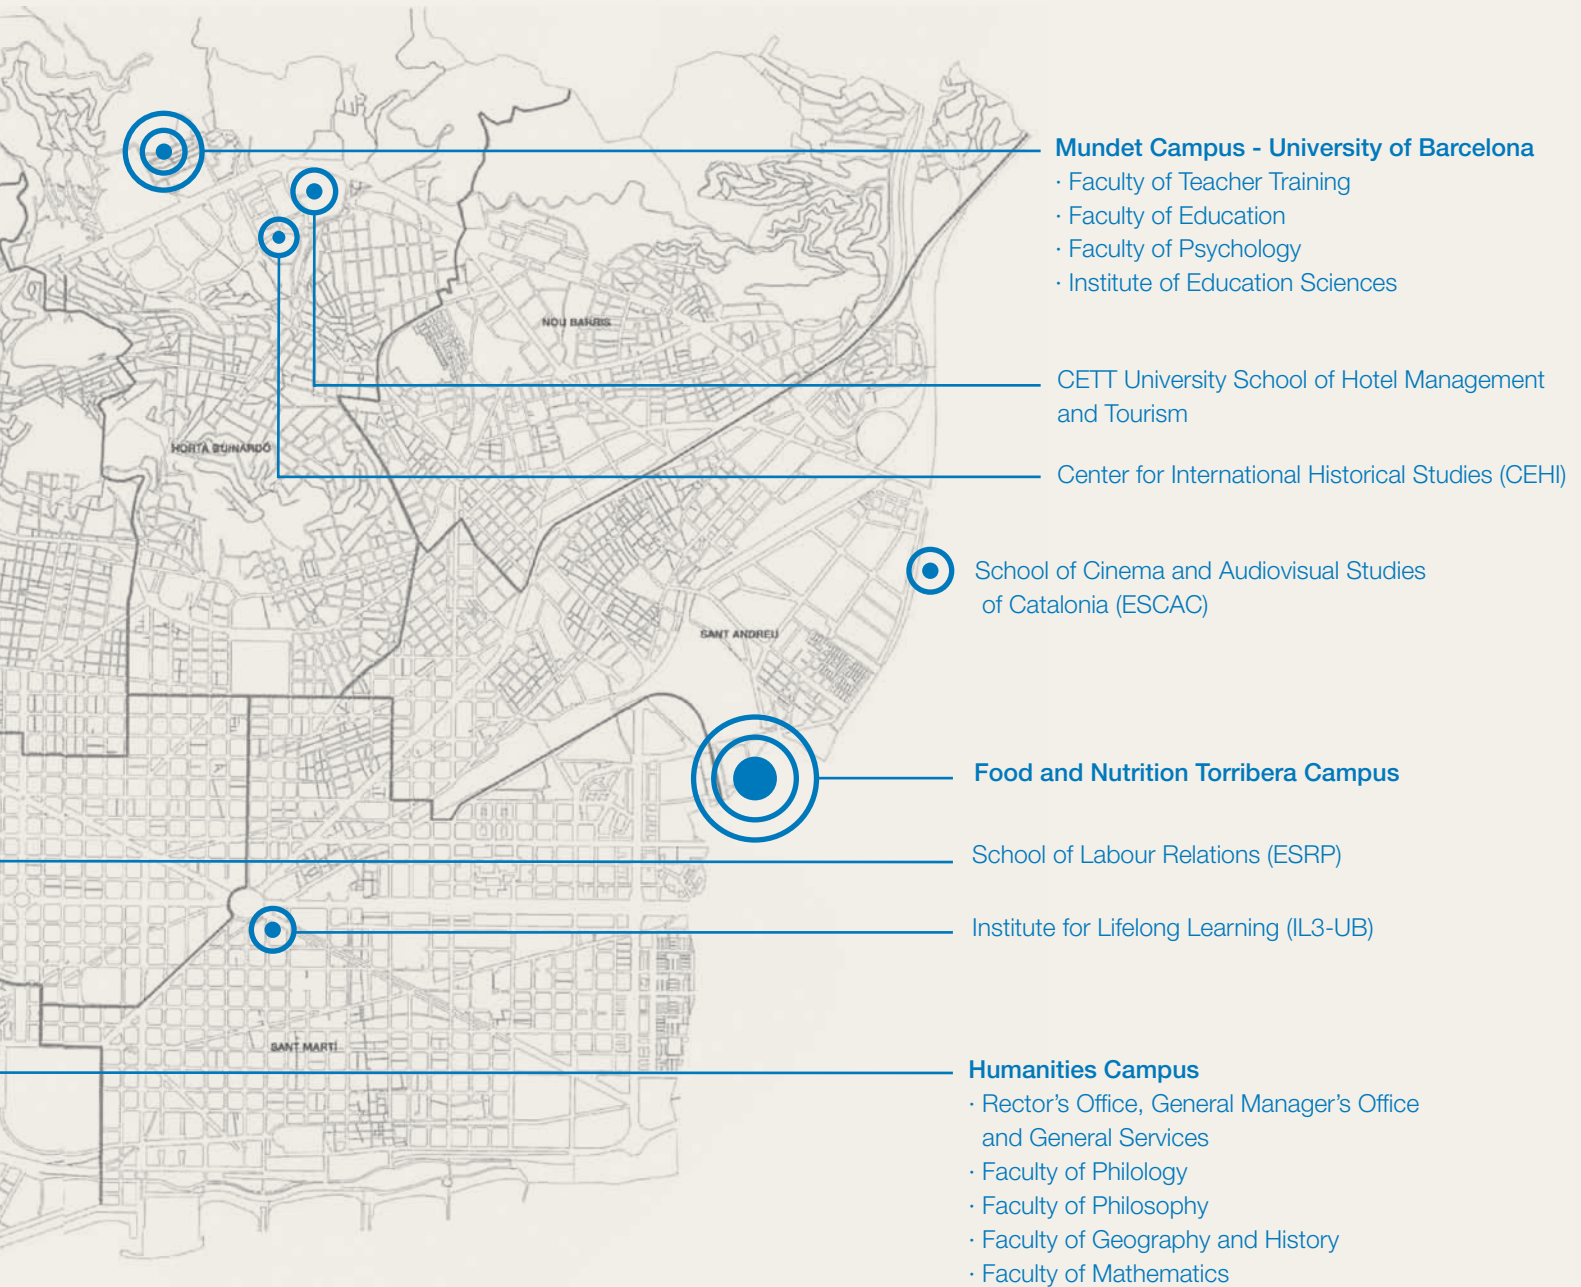 Mundet Campus - University of Barcelona
· Faculty of Teacher Training
· Faculty of Education
· Faculty of Psychology
· Institute of Education Sciences
NOU BARRIS
CETT University School of Hotel Management
and Tourism
HORTA GUINARDÓ
Center for International Historical Studies (CEHI)
School of Cinema and Audiovisual Studies
of Catalonia (ESCAC)
SANT ANDREU
Food and Nutrition Torribera Campus
School of Labour Relations (ESRP)
Institute for Lifelong Learning (IL3-UB)
SANT MARTÍ
Humanities Campus
· Rector’s Office, General Manager’s Office
and General Services
· Faculty of Philology
· Faculty of Philosophy
· Faculty of Geography and History
· Faculty of Mathematics